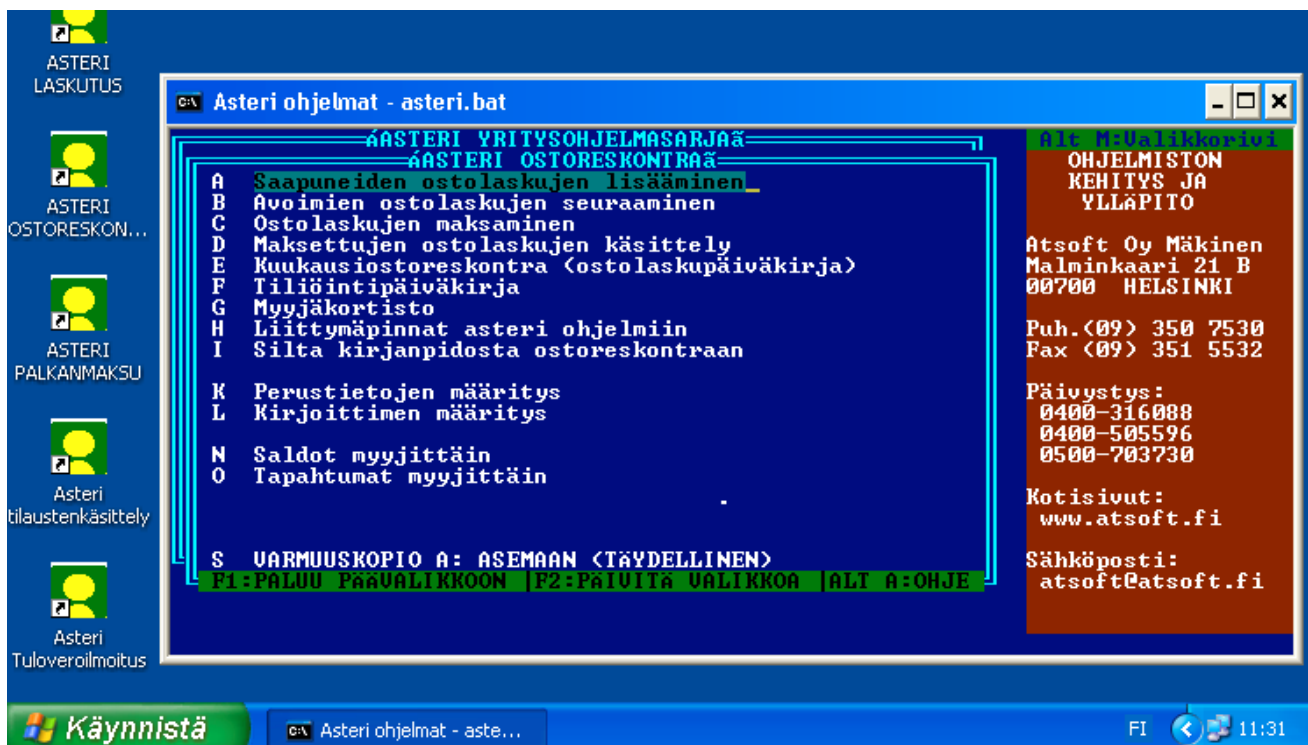 ASTERI
LASKUTUS
ASTERI
OSTORESKON...
ASTERI
PALKANMAKSU
Asteri
tilaustenkäsittely
Asteri
Tuloveroilmoitus
Asteri ohjelmat - asteri.bat
áASTERI YRITYSOHJELMASARJAã
áASTERI OSTORESKONTRAã
A Saapuneiden ostolaskujen lisääminen_
B Avoimien ostolaskujen seuraaminen
C Ostolaskujen maksaminen
D Maksettujen ostolaskujen käsittely
E Kuukausiostoreskontra (ostolaskupäiväkirja)
F Tiliöintipäiväkirja
G Myyjäkortisto
H Liittymäpinnat asteri ohjelmiin
I Silta kirjanpidosta ostoreskontraan
K Perustietojen määritys
L Kirjoittimen määritys
N Saldot myyjittäin
O Tapahtumat myyjittäin
S VARMUUSKOPIO A: ASEMAAN (TäYDELLINEN)
F1:PALUU PääVALIKKOON |F2:PäIVITä VALIKKOA |ALT A:OHJE
Alt M:Valikkorivi
OHJELMISTON
KEHITYS JA
YLLäPITO
Atsoft Oy Mäkinen
Malminkaari 21 B
00700 HELSINKI
Puh.(09) 350 7530
Fax (09) 351 5532
Päivystys:
0400-316088
0400-505596
0500-703730
Kotisivut:
www.atsoft.fi
Sähköposti:
atsoft@atsoft.fi
Käynnistä
Asteri ohjelmat - aste...
FI
11:31